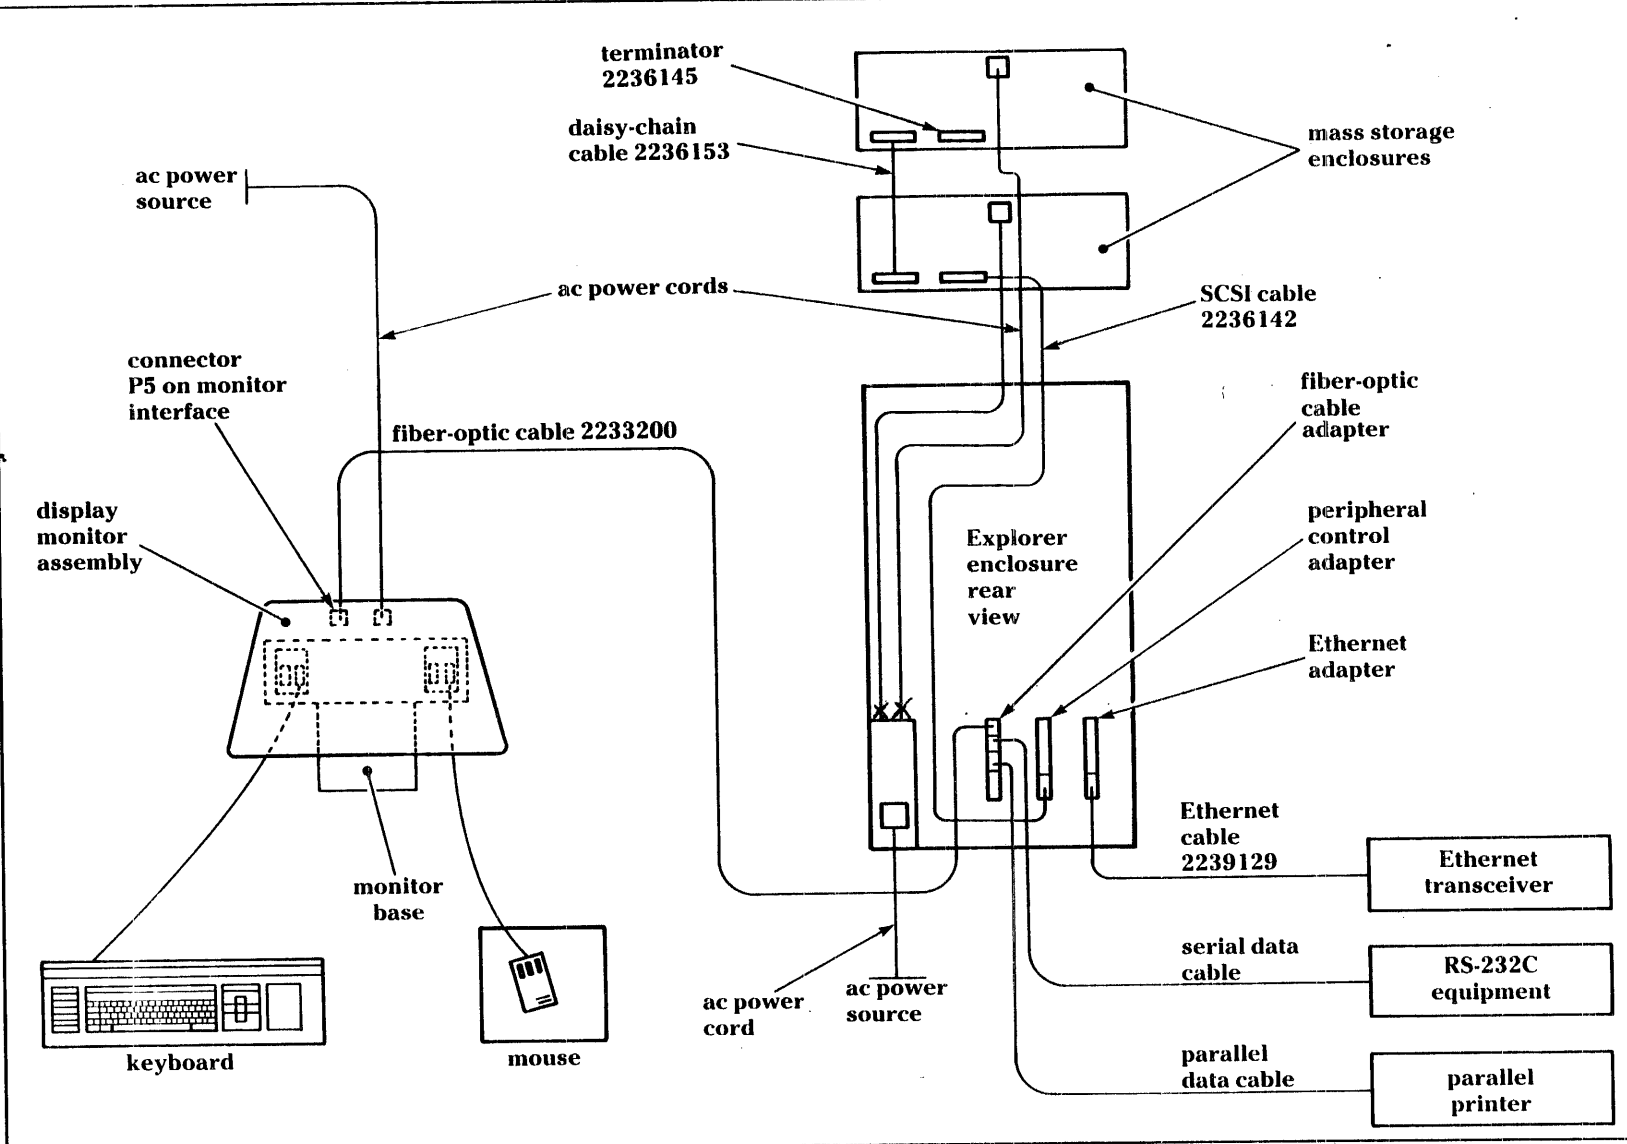 terminator
2236145
daisy-chain
cable 2236153
mass storage
enclosures
ac power
source
ac power cords
SCSI cable
2236142
connector
P5 on monitor
interface
fiber-optic
cable
adapter
fiber-optic cable 2233200
display
monitor
assembly
Explorer
enclosure
rear
view
peripheral
control
adapter
Ethernet
adapter
Ethernet
cable
2239129
Ethernet
transceiver
monitor
base
serial data
cable
RS-232C
equipment
ac power
cord
ac power
source
keyboard
mouse
parallel
data cable
parallel
printer